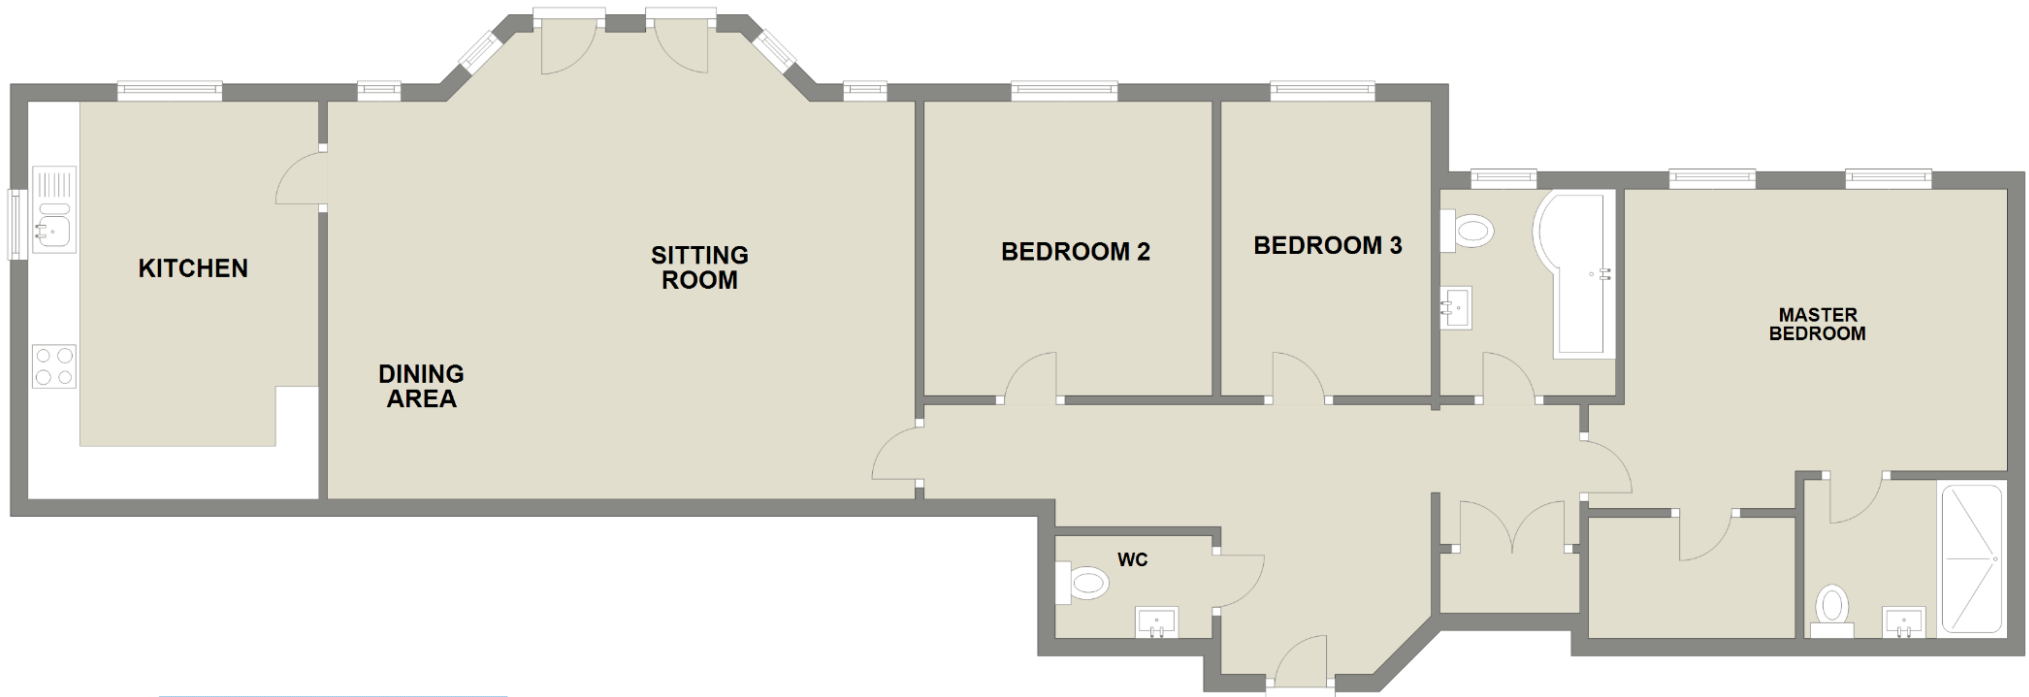 KITCHEN
SITTING
ROOM
DINING
AREA
BEDROOM 2
BEDROOM 3
MASTER
BEDROOM
WC